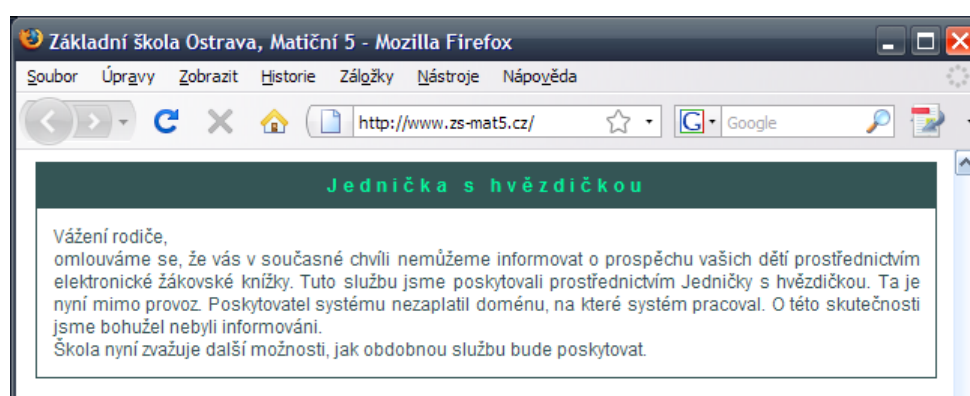 Základní škola Ostrava, Matiční 5 - Mozilla Firefox
Soubor Úpravy Zobrazit Historie Záložky Nástroje Nápověda
http://www.zs-mat5.cz/ G Google
Jednička s hvězdičkou
Vážení rodiče,
omlouváme se, že vás v současné chvíli nemůžeme informovat o prospěchu vašich dětí prostřednictvím
elektronické žákovské knížky. Tuto službu jsme poskytovali prostřednictvím Jedničky s hvězdičkou. Ta je
nyní mimo provoz. Poskytovatel systému nezaplatil doménu, na které systém pracoval. O této skutečnosti
jsme bohužel nebyli informováni.
Škola nyní zvažuje další možnosti, jak obdobnou službu bude poskytovat.